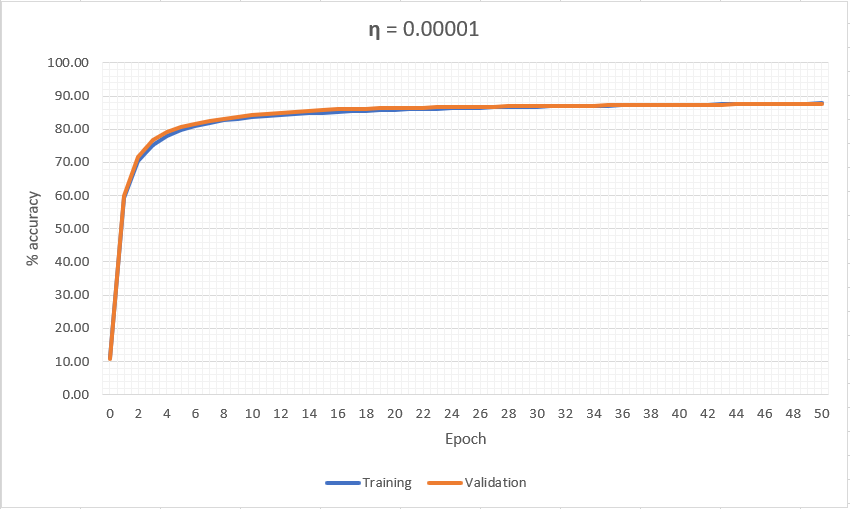 η = 0.00001
100.00
90.00
80.00
70.00
60.00
50.00
40.00
30.00
20.00
10.00
0.00
% accuracy
0 2 4 6 8 10 12 14 16 18 20 22 24 26 28 30 32 34 36 38 40 42 44 46 48 50
Epoch
Training Validation